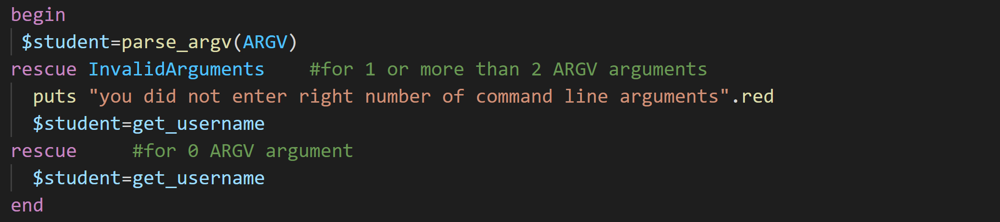 begin
 $student=parse_argv(ARGV)
rescue InvalidArguments    #for 1 or more than 2 ARGV arguments
  puts "you did not enter right number of command line arguments".red
  $student=get_username
rescue     #for 0 ARGV argument
  $student=get_username
end